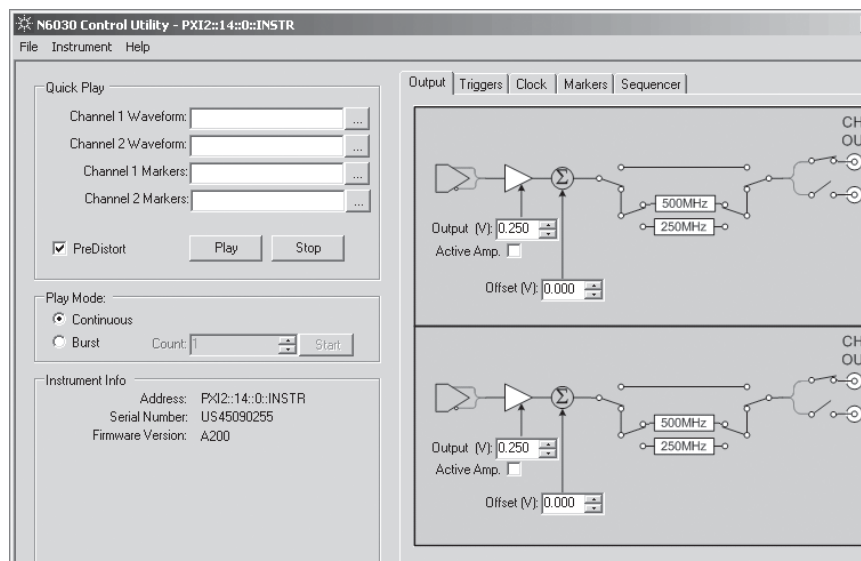 N6030 Control Utility - PXI2::14::0::INSTR
File Instrument Help
Quick Play
Channel 1 Waveform: ...
Channel 2 Waveform: ...
Channel 1 Markers: ...
Channel 2 Markers: ...
PreDistort Play Stop
Play Mode:
Continuous
Burst Count: 1 Start
Instrument Info
Address: PXI2::14::0::INSTR
Serial Number: US45090255
Firmware Version: A200
Output Triggers Clock Markers Sequencer
CH
OU
Σ
500MHz
250MHz
Output (V): 0.250
Active Amp.
Offset (V): 0.000
CH
OU
Σ
500MHz
250MHz
Output (V): 0.250
Active Amp.
Offset (V): 0.000